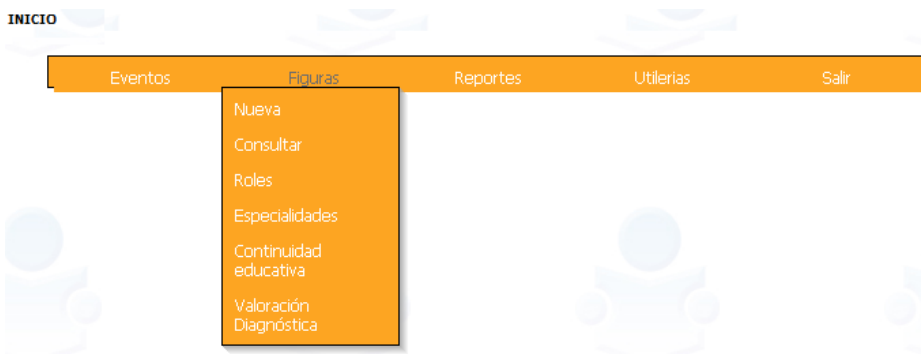 INICIO
Eventos Figuras Reportes Utilerias Salir
Nueva
Consultar
Roles
Especialidades
Continuidad
educativa
Valoración
Diagnóstica